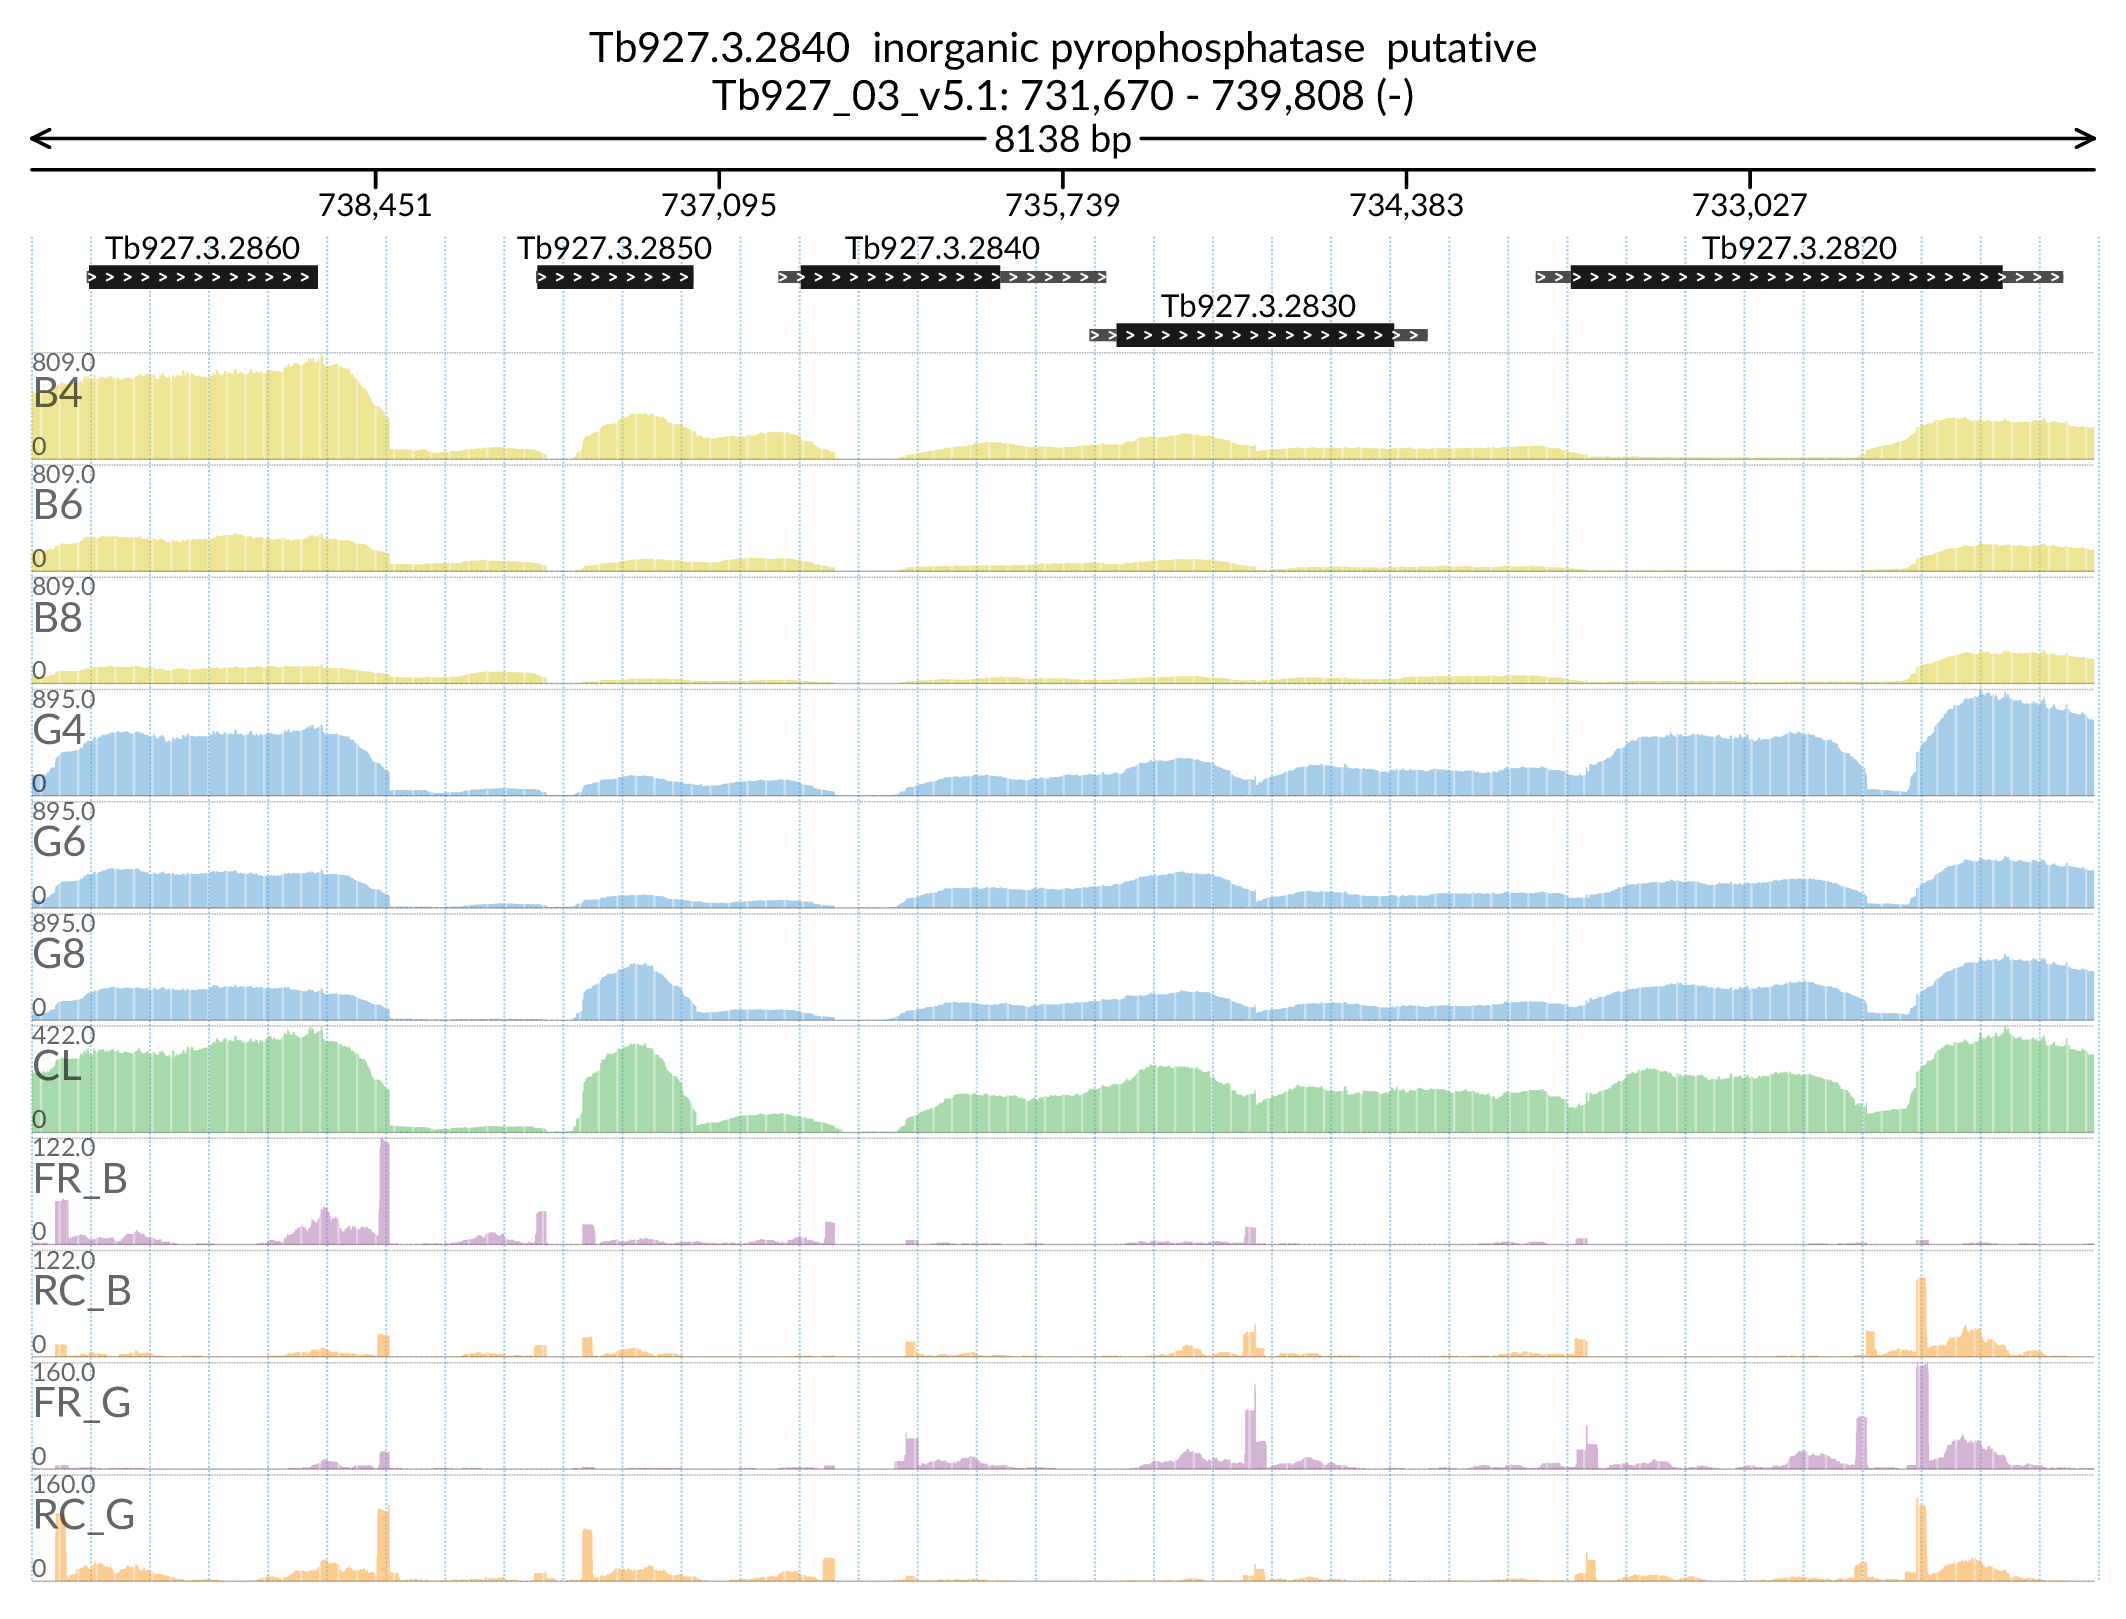 Tb927.3.2840  inorganic pyrophosphatase  putative
Tb927_03_v5.1: 731,670 - 739,808 (-)
8138 bp
738,451 737,095 735,739 734,383 733,027
Tb927.3.2860 Tb927.3.2850 Tb927.3.2840 Tb927.3.2820
Tb927.3.2830
809.0
B4
0
809.0
B6
0
809.0
B8
0
895.0
G4
0
895.0
G6
0
895.0
G8
0
422.0
CL
0
122.0
FR_B
0
122.0
RC_B
0
160.0
FR_G
0
160.0
RC_G
0